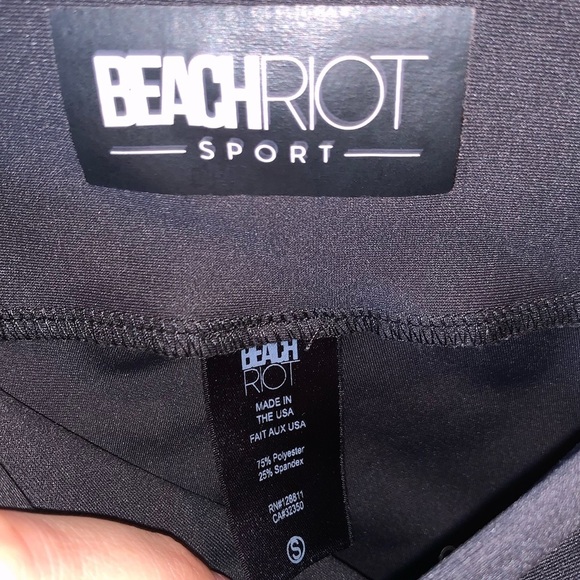 BEACHRIOT
SPORT
BEACH
RIOT
MADE IN
THE USA
FAIT AUX USA
75% Polyester
25% Spandex
RN#128811
CA#32350
S